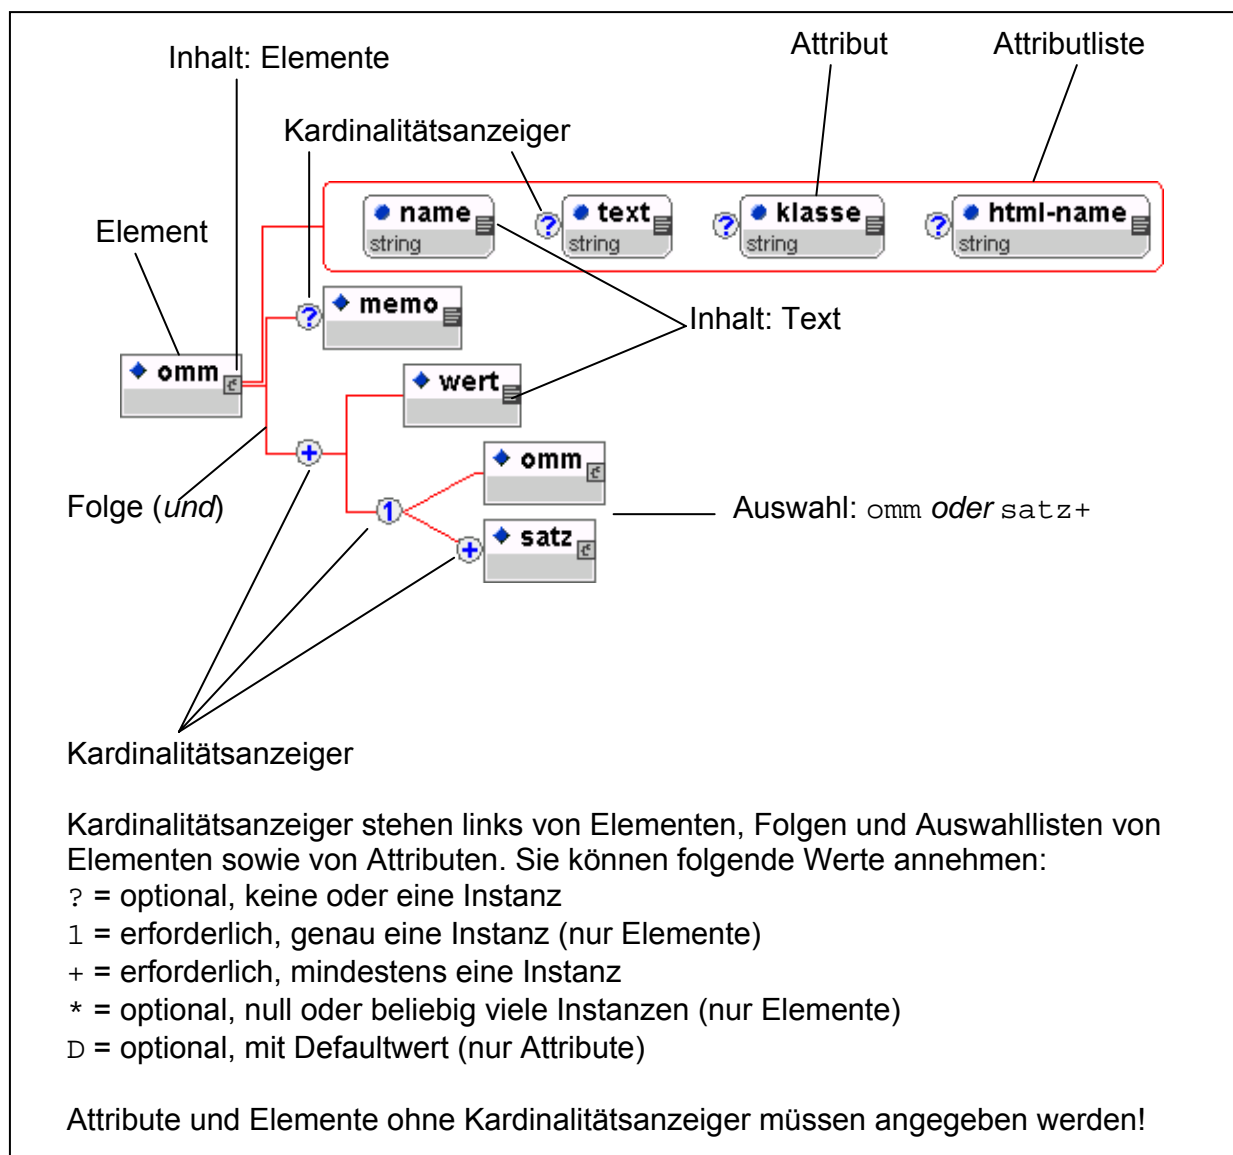 Inhalt: Elemente
Attribut
Attributliste
Kardinalitätsanzeiger
name
string
? text
string
? klasse
string
? html-name
string
Element
? memo
Inhalt: Text
omm
wert
+
omm
Folge (und)
1
Auswahl: omm oder satz+
+ satz
Kardinalitätsanzeiger
Kardinalitätsanzeiger stehen links von Elementen, Folgen und Auswahllisten von
Elementen sowie von Attributen. Sie können folgende Werte annehmen:
? = optional, keine oder eine Instanz
1 = erforderlich, genau eine Instanz (nur Elemente)
+ = erforderlich, mindestens eine Instanz
* = optional, null oder beliebig viele Instanzen (nur Elemente)
D = optional, mit Defaultwert (nur Attribute)
Attribute und Elemente ohne Kardinalitätsanzeiger müssen angegeben werden!